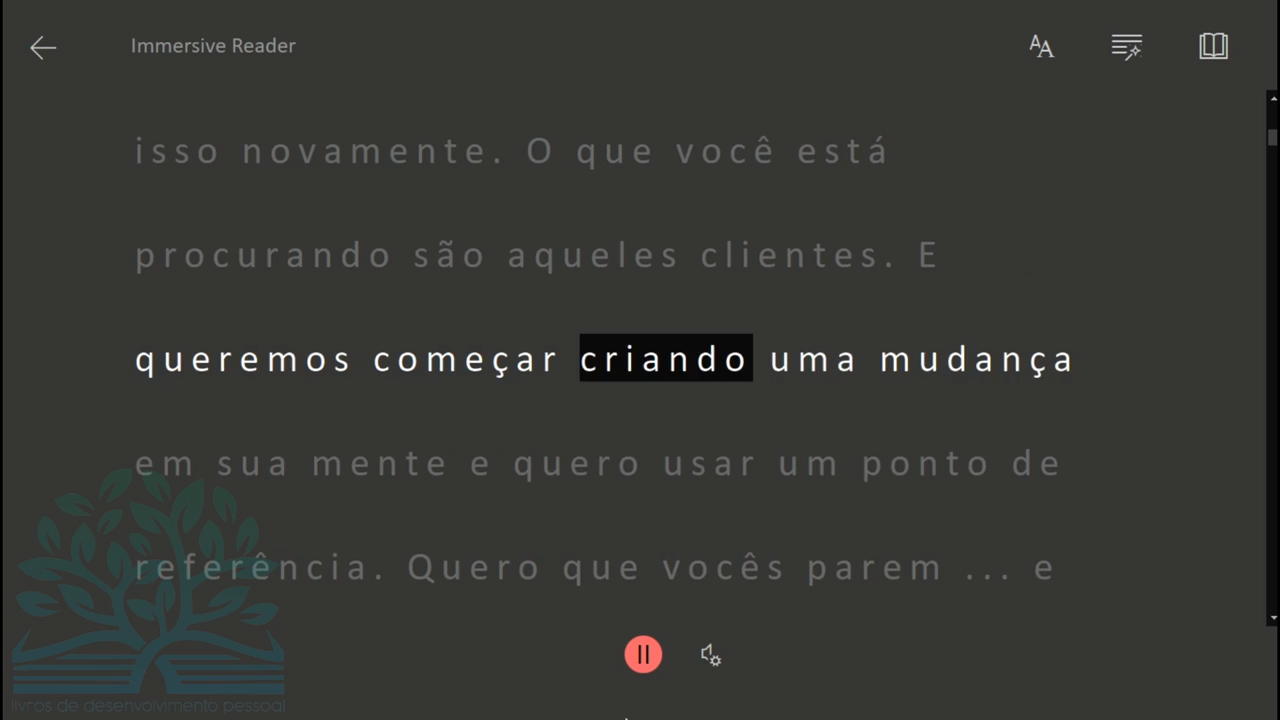 Immersive Reader
isso novamente. O que você está
procurando são aqueles clientes. E
queremos começar criando uma mudança
em sua mente e quero usar um ponto de
referência. Quero que vocês parem ... e
livros de desenvolvimento pessoal